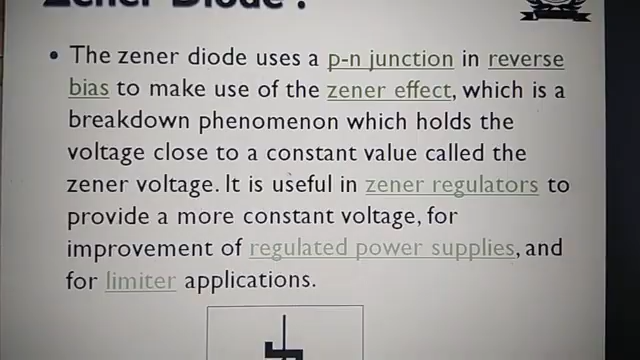 Zener Diode :
• The zener diode uses a p-n junction in reverse
bias to make use of the zener effect, which is a
breakdown phenomenon which holds the
voltage close to a constant value called the
zener voltage. It is useful in zener regulators to
provide a more constant voltage, for
improvement of regulated power supplies, and
for limiter applications.